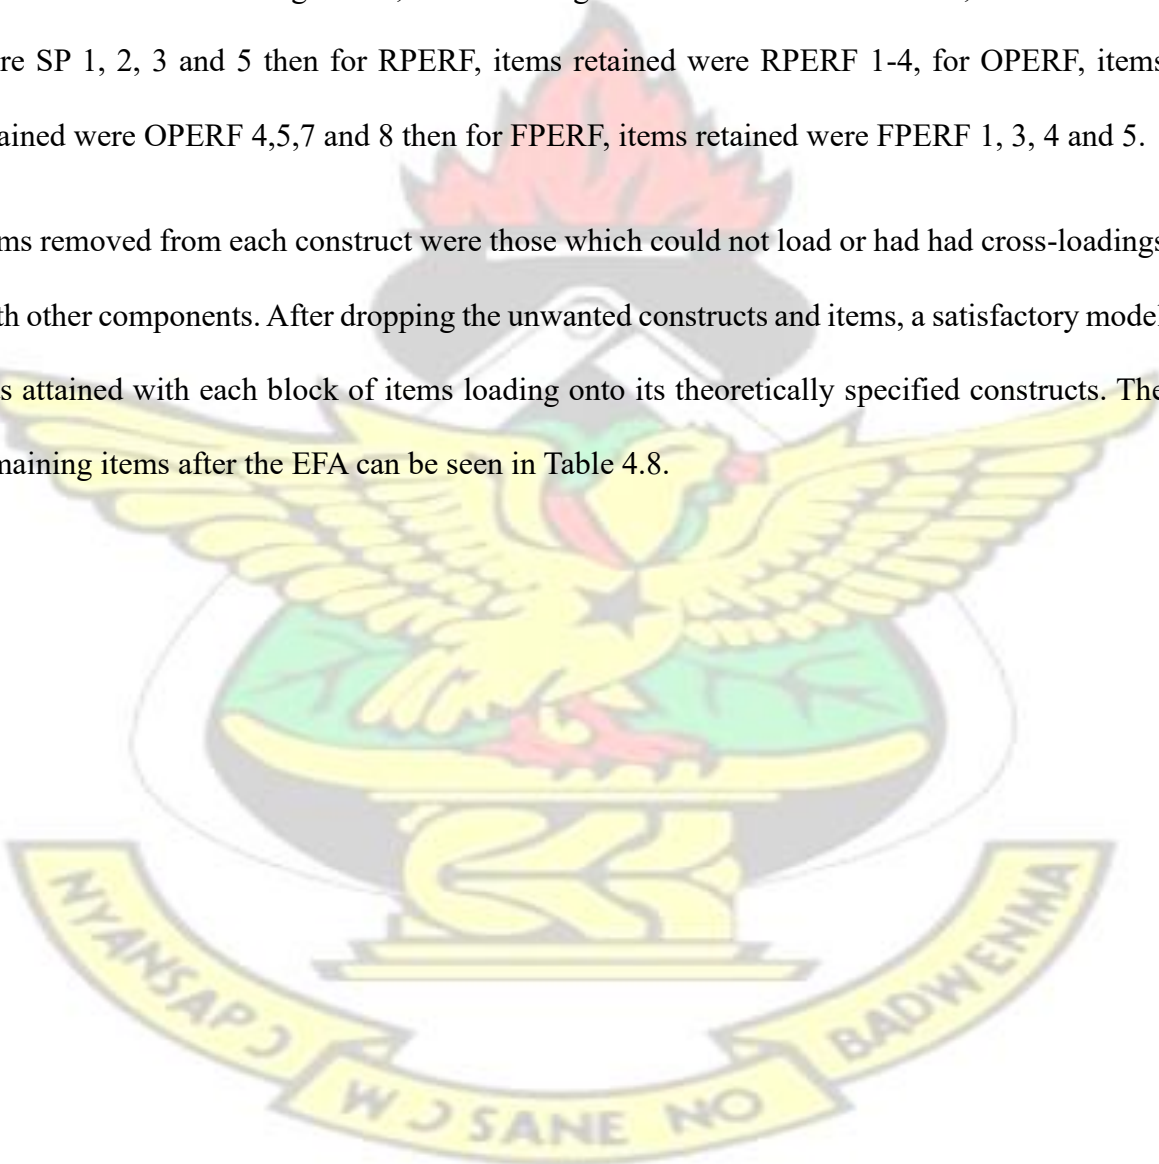 re SP 1, 2, 3 and 5 then for RPERF, items retained were RPERF 1-4, for OPERF, items
ained were OPERF 4,5,7 and 8 then for FPERF, items retained were FPERF 1, 3, 4 and 5.
ms removed from each construct were those which could not load or had had cross-loadings
th other components. After dropping the unwanted constructs and items, a satisfactory model
s attained with each block of items loading onto its theoretically specified constructs. The
maining items after the EFA can be seen in Table 4.8.
NYANSAPƆ
WƆSANE NO
BADWENMA